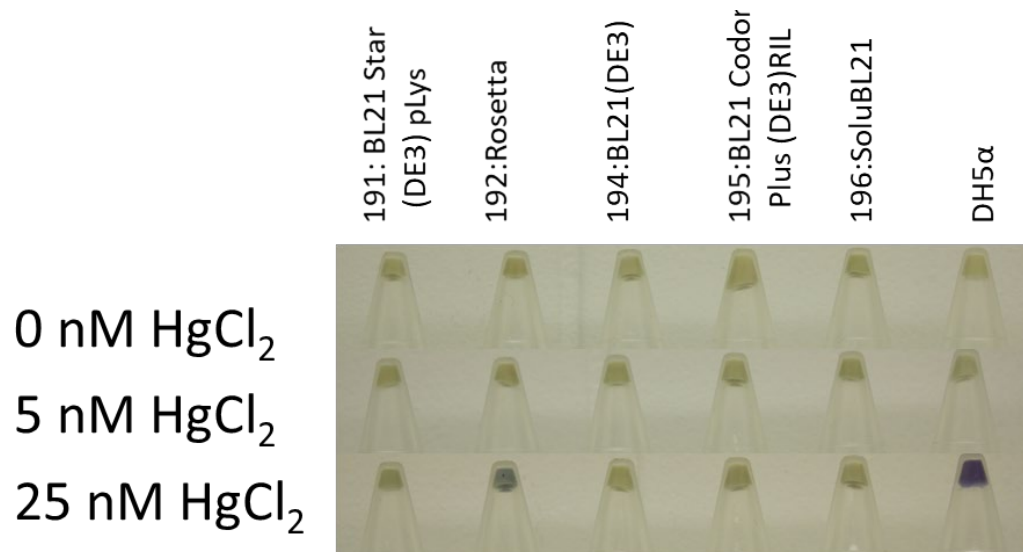 191: BL21 Star
(DE3) pLys
192:Rosetta
194:BL21(DE3)
195:BL21 Codor
Plus (DE3)RIL
196:SoluBL21
DH5α
0 nM HgCl₂
5 nM HgCl₂
25 nM HgCl₂